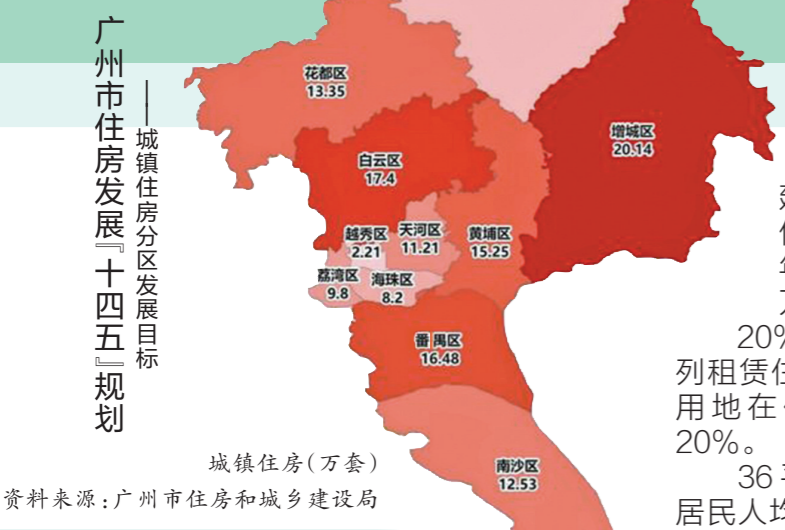 广州市住房发展『十四五』规划
——城镇住房分区发展目标
花都区
13.35
增城区
20.14
白云区
17.4
越秀区
2.21
天河区
11.21
黄埔区
15.25
荔湾区
9.8
海珠区
8.2
番禺区
16.48
南沙区
12.53
城镇住房(万套)
资料来源:广州市住房和城乡建设局
20%
列租赁住
用地在
20%。
36
居民人均